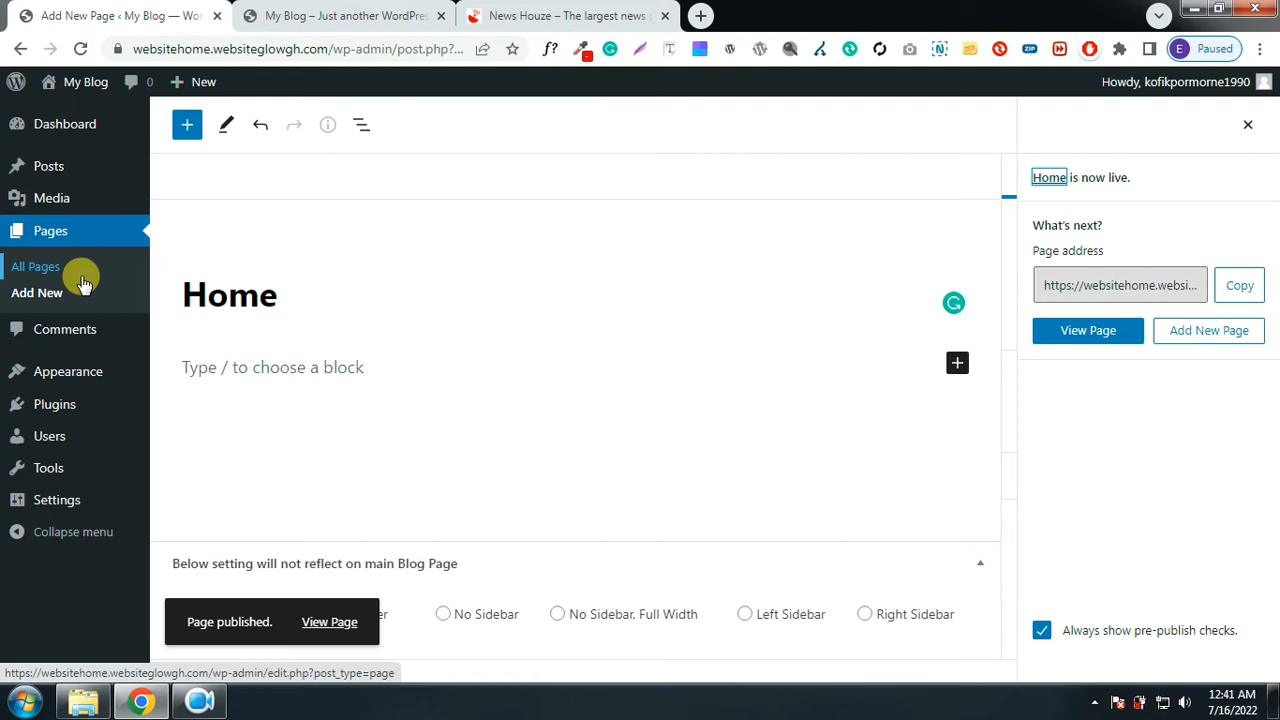 Add New Page ‹ My Blog — Wor
My Blog – Just another WordPres
News Houze – The largest news p
websitehome.websiteglowgh.com/wp-admin/post.php?...
f?
ZIP
E Paused
My Blog
0
New
Howdy, kofikpormorne1990
Dashboard
Posts
Media
Pages
All Pages
Add New
Comments
Appearance
Plugins
Users
Tools
Settings
Collapse menu
Home
Type / to choose a block
Below setting will not reflect on main Blog Page
er
No Sidebar
No Sidebar, Full Width
Left Sidebar
Right Sidebar
Page published. View Page
Home is now live.
What's next?
Page address
https://websitehome.websi...
Copy
View Page
Add New Page
Always show pre-publish checks.
https://websitehome.websiteglowgh.com/wp-admin/edit.php?post_type=page
12:41 AM
7/16/2022